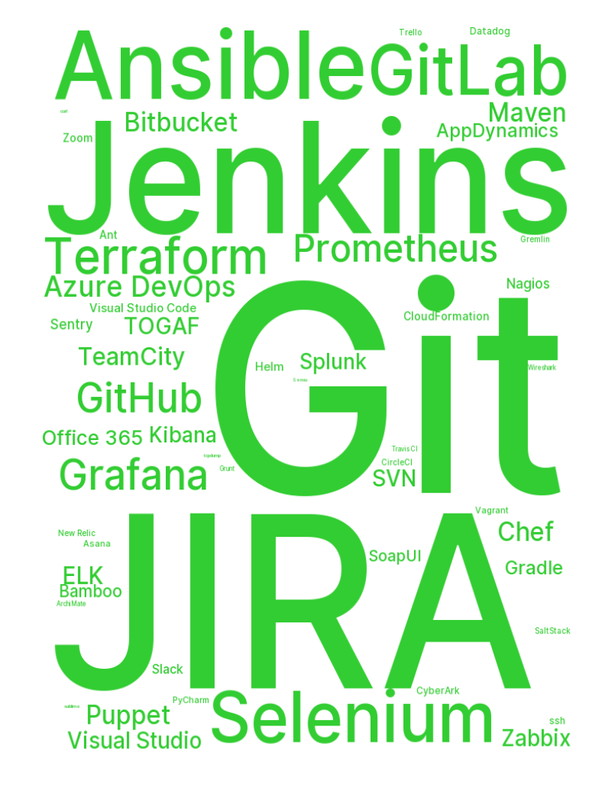 Trello
Datadog
Ansible
GitLab
Maven
Bitbucket
AppDynamics
Zoom
Jenkins
Ant
Gremlin
Terraform
Prometheus
Azure DevOps
Nagios
Visual Studio Code
CloudFormation
Sentry
TOGAF
Git
TeamCity
Helm
Splunk
Wireshark
GitHub
Office 365
Kibana
Travis CI
CircleCI
Grunt
SVN
Grafana
Vagrant
JIRA
Chef
New Relic
Asana
SoapUI
Gradle
ELK
Bamboo
ArchiMate
SaltStack
Slack
CyberArk
PyCharm
Selenium
Puppet
ssh
Visual Studio
Zabbix